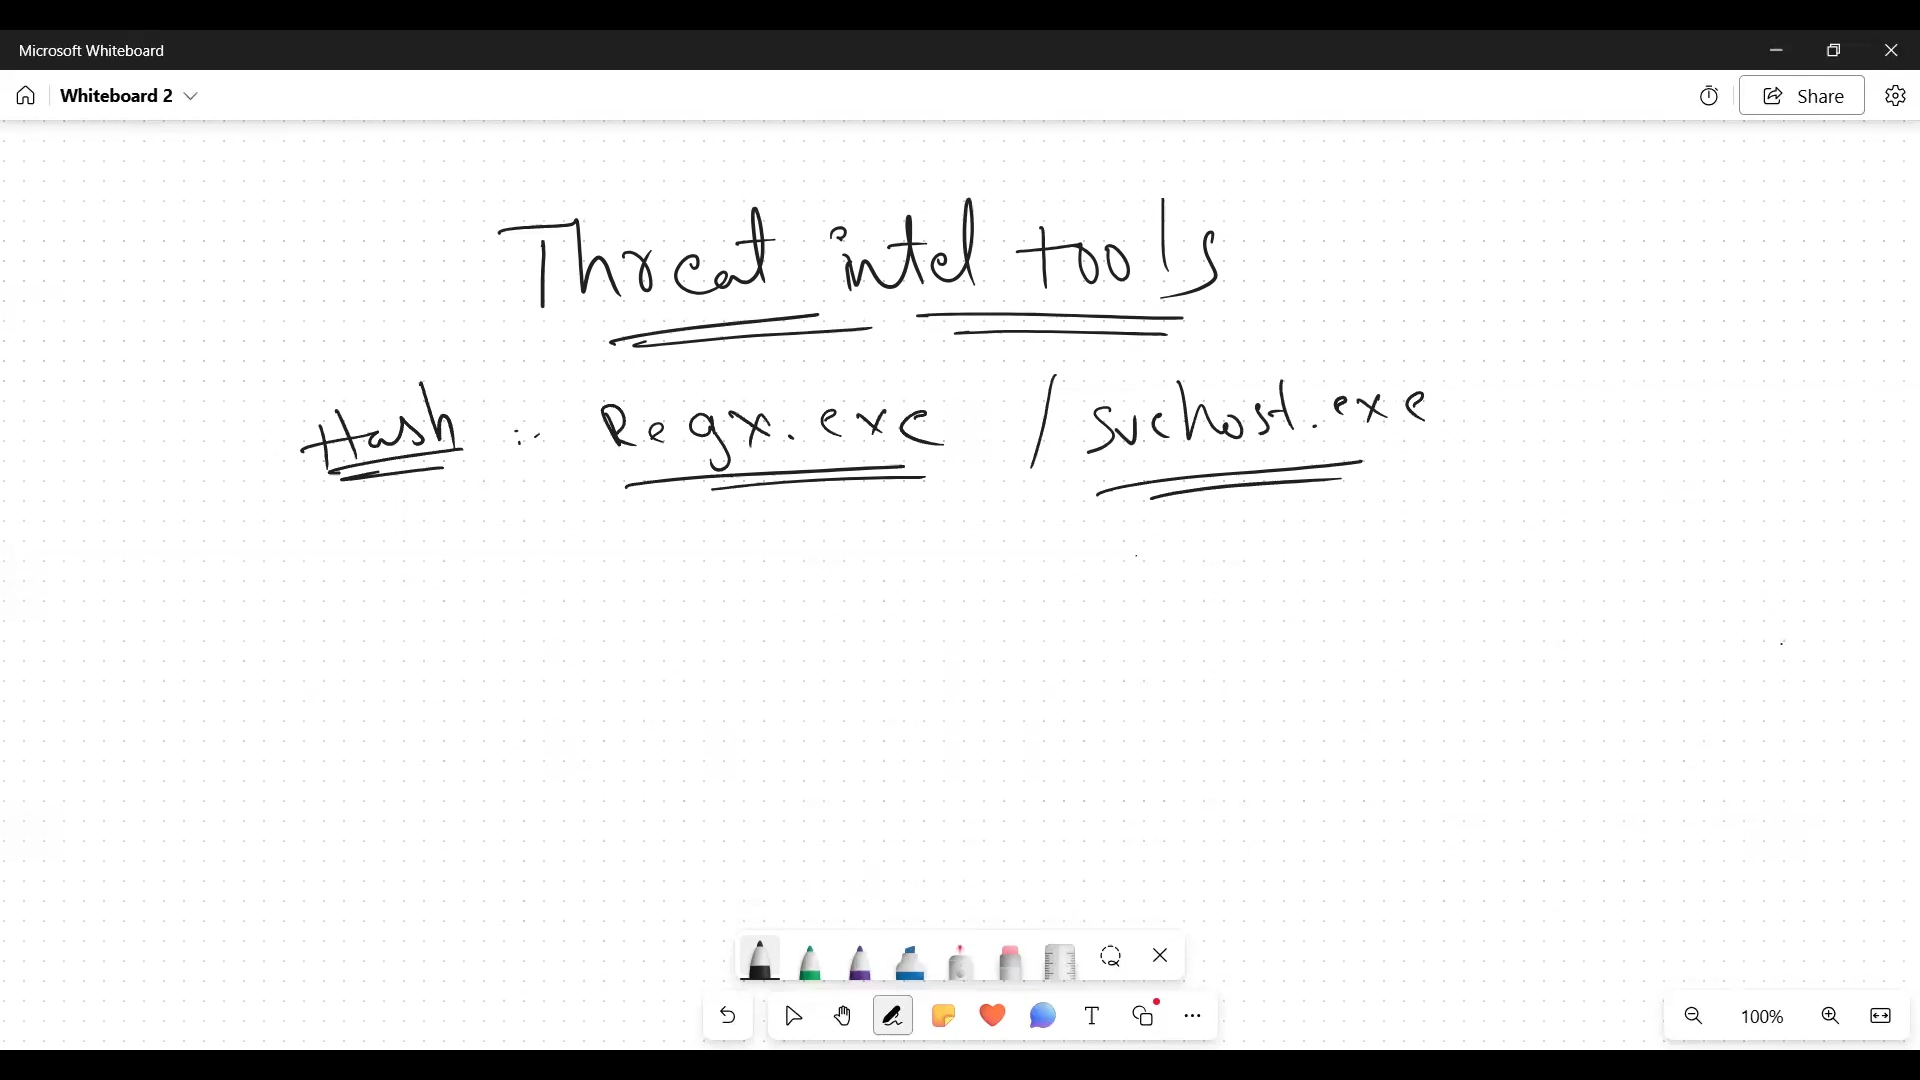 Microsoft Whiteboard
Whiteboard 2
Share
Threat intel tools
Hash :- Regx.exe / svchost.exe
T
100%